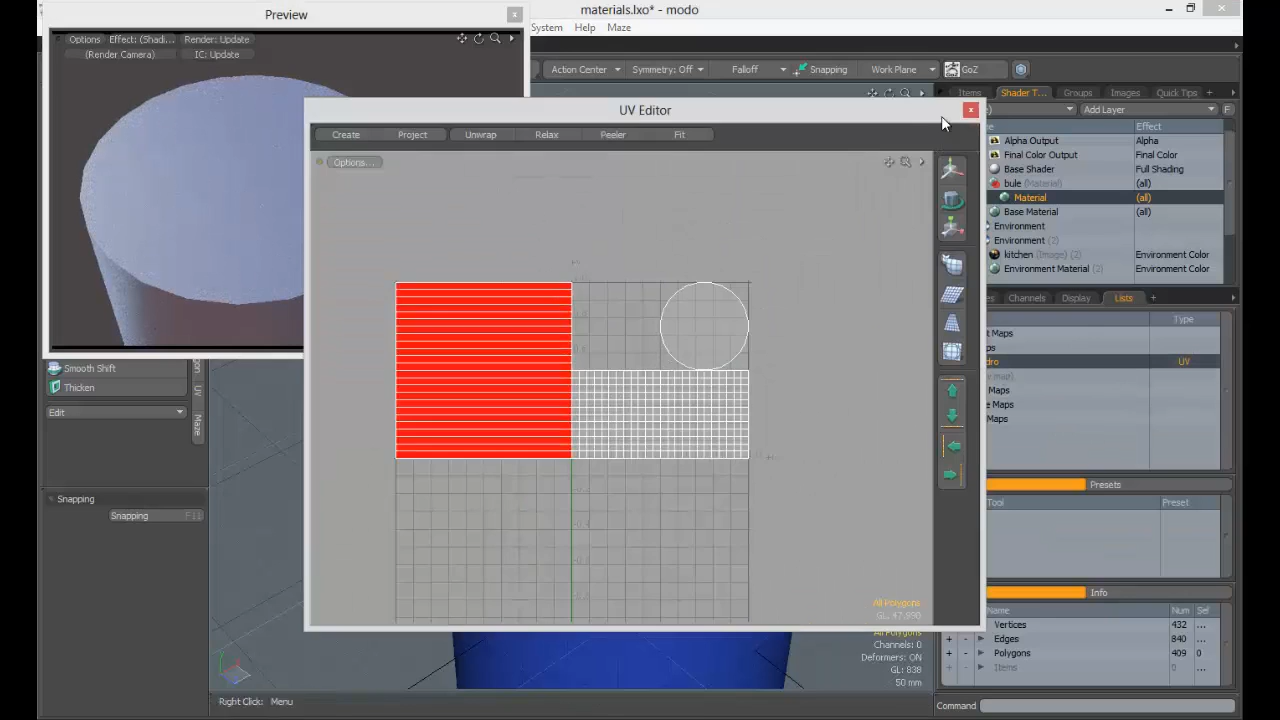 materials.lxo* - modo
Preview
System Help Maze
Options Effect: (Shadi... Render: Update
(Render Camera) IC: Update
Action Center Symmetry: Off Falloff Snapping Work Plane GoZ
Items Shader T... Groups Images Quick Tips +
UV Editor
Add Layer F
Create Project Unwrap Relax Peeler Fit
Effect
Alpha Output Alpha
Final Color Output Final Color
Base Shader Full Shading
bule (Material) (all)
Material (all)
Base Material (all)
Environment
Environment (2)
kitchen (Image) (2) Environment Color
Environment Material (2) Environment Color
Options...
Channels Display Lists +
Type
t Maps
dro UV
Maps
e Maps
Maps
Smooth Shift
Thicken
Edit
UV
Maze
Snapping
Snapping
Presets
Tool Preset
Info
Name Num Sel
Vertices 432 ...
+ - Edges 840 ...
+ - Polygons 409 0
Items 0 ...
All Polygons
GL: 47,990
All Polygons
Channels: 0
Deformers: ON
GL: 838
50 mm
Right Click: Menu
Command